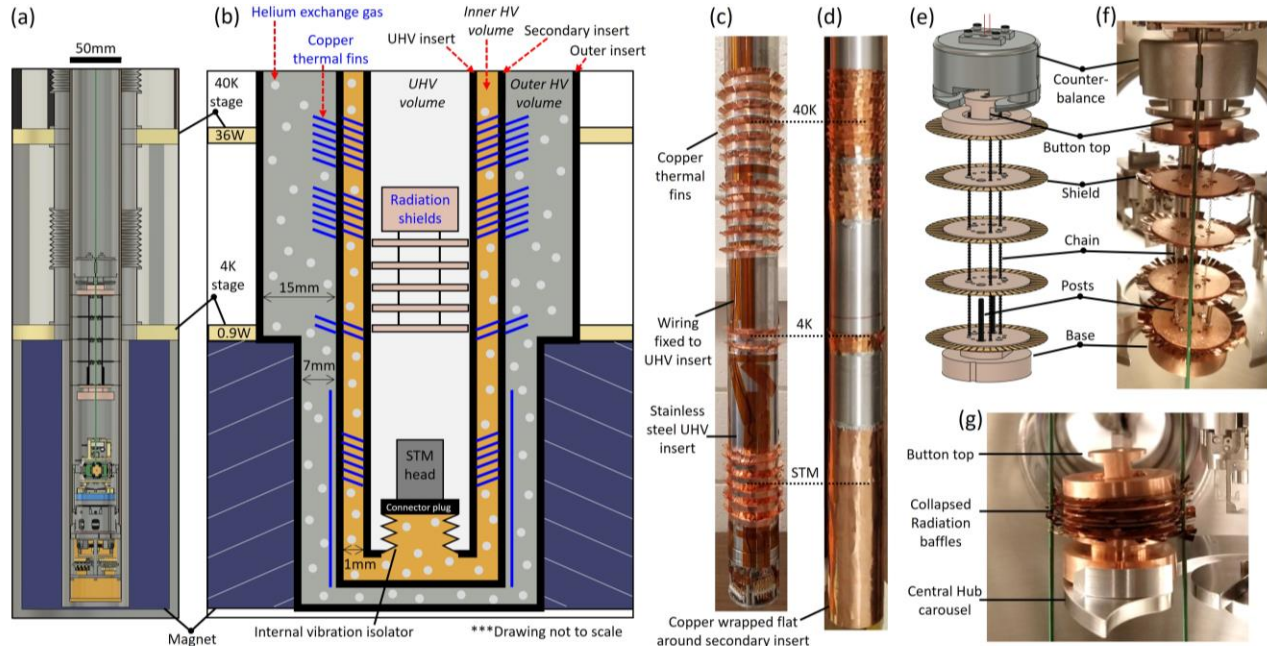 (a)
50mm
40K
stage
36W
4K
stage
0.9W
Magnet
(b)
Helium exchange gas
Copper
thermal fins
UHV insert
Inner HV
volume
Secondary insert
Outer insert
UHV
volume
Outer HV
volume
Radiation
shields
15mm
7mm
STM
head
Connector plug
1mm
Internal vibration isolator
***Drawing not to scale
(c)
(d)
40K
Copper
thermal
fins
Wiring
fixed to
UHV insert
4K
Stainless
steel UHV
insert
STM
Copper wrapped flat
around secondary insert
(e)
(f)
Counter-
balance
Button top
Shield
Chain
Posts
Base
(g)
Button top
Collapsed
Radiation
baffles
Central Hub
carousel